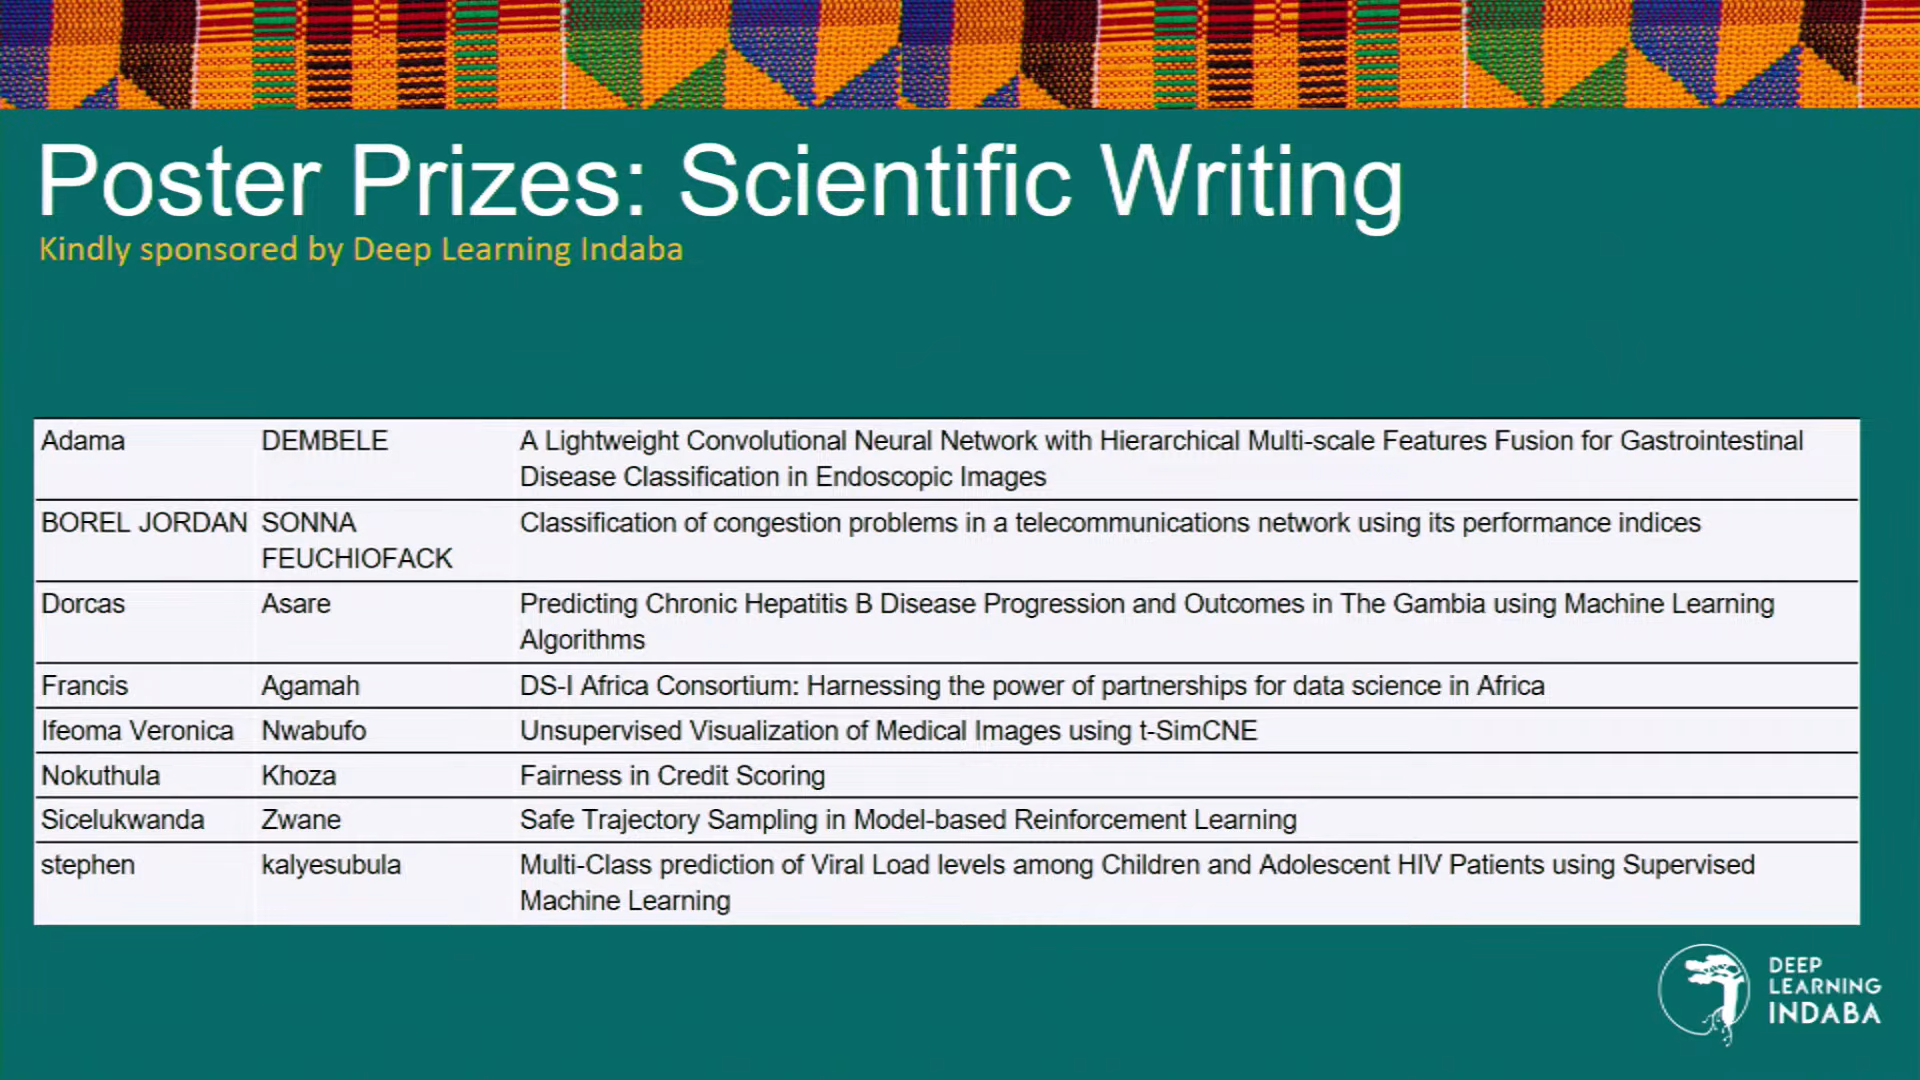 Poster Prizes: Scientific Writing
Kindly sponsored by Deep Learning Indaba
Adama DEMBELE A Lightweight Convolutional Neural Network with Hierarchical Multi-scale Features Fusion for Gastrointestinal
Disease Classification in Endoscopic Images
BOREL JORDAN SONNA Classification of congestion problems in a telecommunications network using its performance indices
FEUCHIOFACK
Dorcas Asare Predicting Chronic Hepatitis B Disease Progression and Outcomes in The Gambia using Machine Learning
Algorithms
Francis Agamah DS-I Africa Consortium: Harnessing the power of partnerships for data science in Africa
Ifeoma Veronica Nwabufo Unsupervised Visualization of Medical Images using t-SimCNE
Nokuthula Khoza Fairness in Credit Scoring
Sicelukwanda Zwane Safe Trajectory Sampling in Model-based Reinforcement Learning
stephen kalyesubula Multi-Class prediction of Viral Load levels among Children and Adolescent HIV Patients using Supervised
Machine Learning
DEEP
LEARNING
INDABA